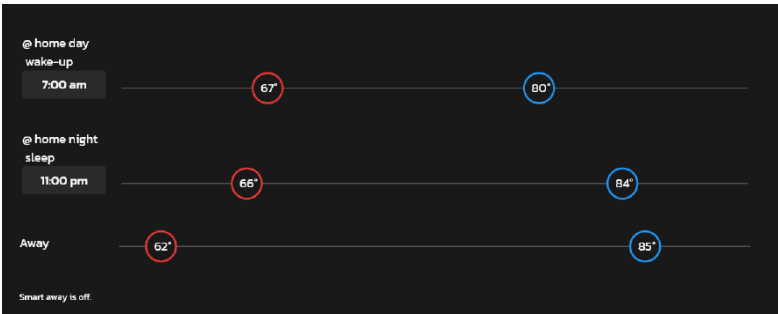 @ home day
wake-up
7:00 am
67°
80°
@ home night
sleep
11:00 pm
66°
84°
Away
62°
85°
Smart away is off.